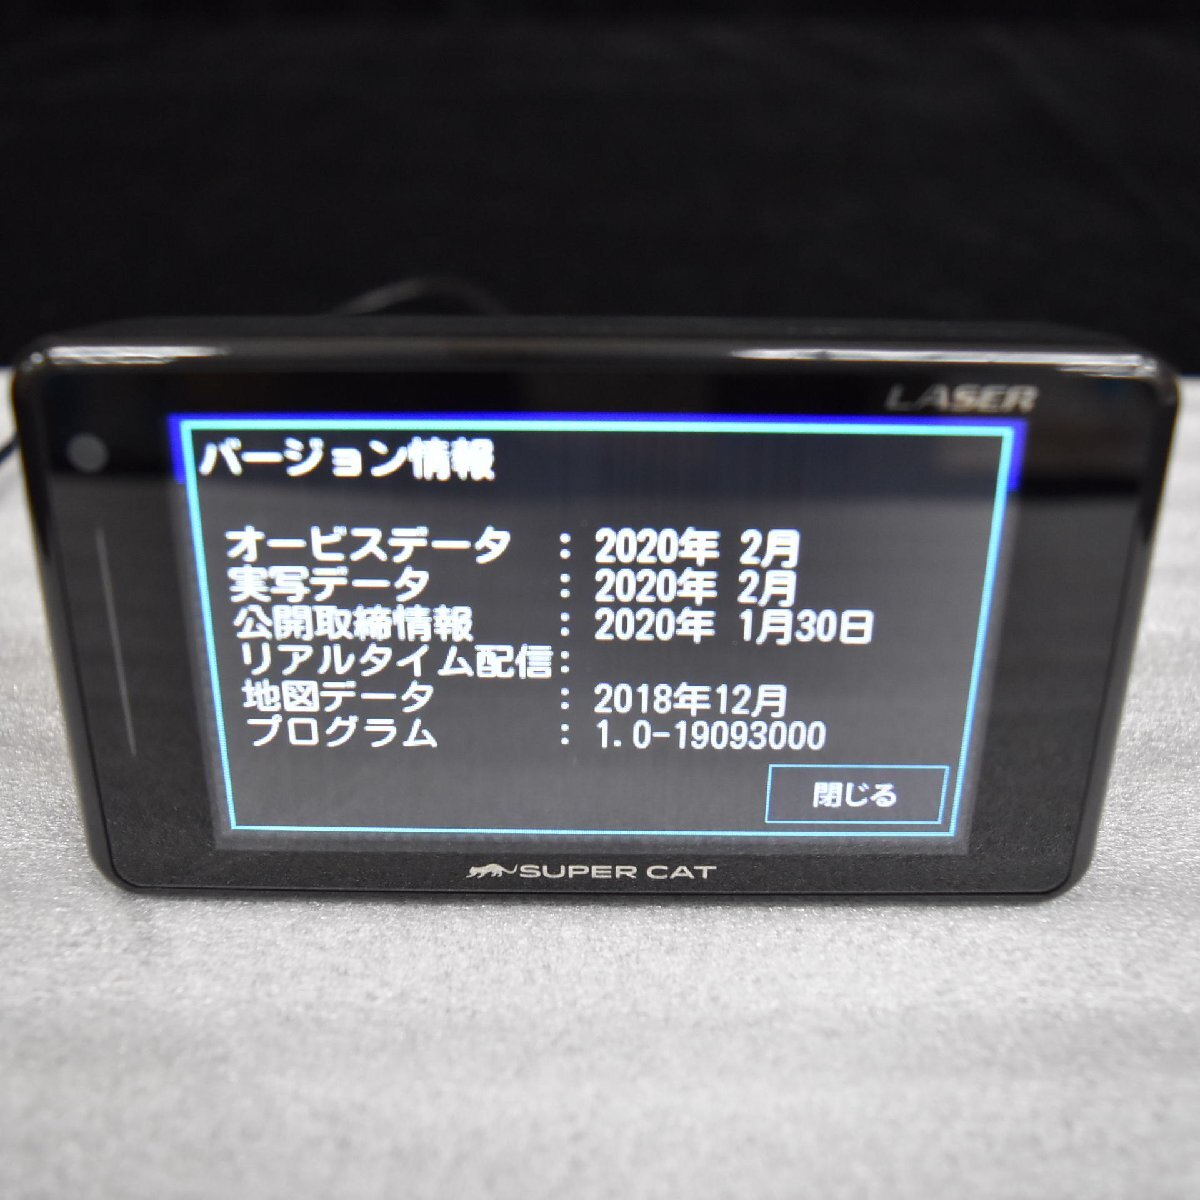 LASER
バージョン情報
オービスデータ : 2020年 2月
実写データ : 2020年 2月
公開取締情報 : 2020年 1月30日
リアルタイム配信:
地図データ : 2018年12月
プログラム : 1.0-19093000
閉じる
SUPER CAT